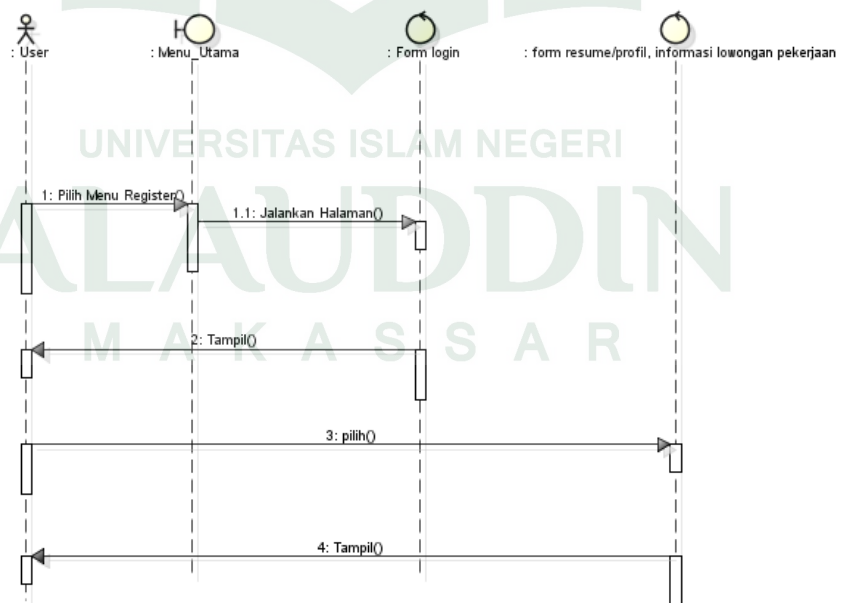 : User
: Menu_Utama
: Form login
: form resume/profil, informasi lowongan pekerjaan
UNIVERSITAS ISLAM NEGERI
1: Pilih Menu Register()
1.1: Jalankan Halaman()
ALAUDDIN
2: Tampil()
MAKASSAR
3: pilih()
4: Tampil()